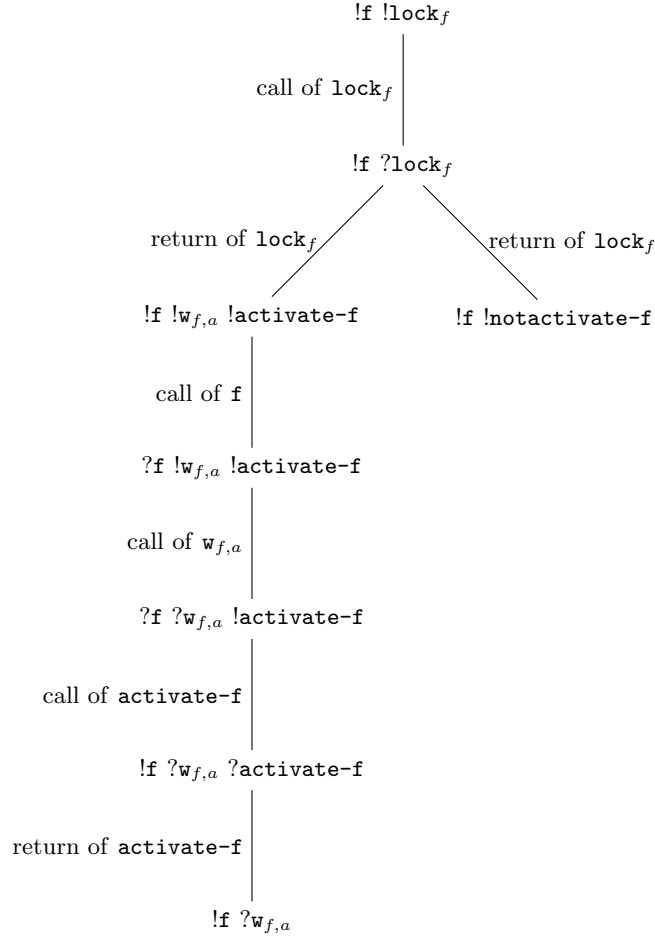 !f !lock_f
call of lock_f
!f ?lock_f
return of lock_f
return of lock_f
!f !w_{f,a} !activate-f
!f !notactivate-f
call of f
?f !w_{f,a} !activate-f
call of w_{f,a}
?f ?w_{f,a} !activate-f
call of activate-f
!f ?w_{f,a} ?activate-f
return of activate-f
!f ?w_{f,a}